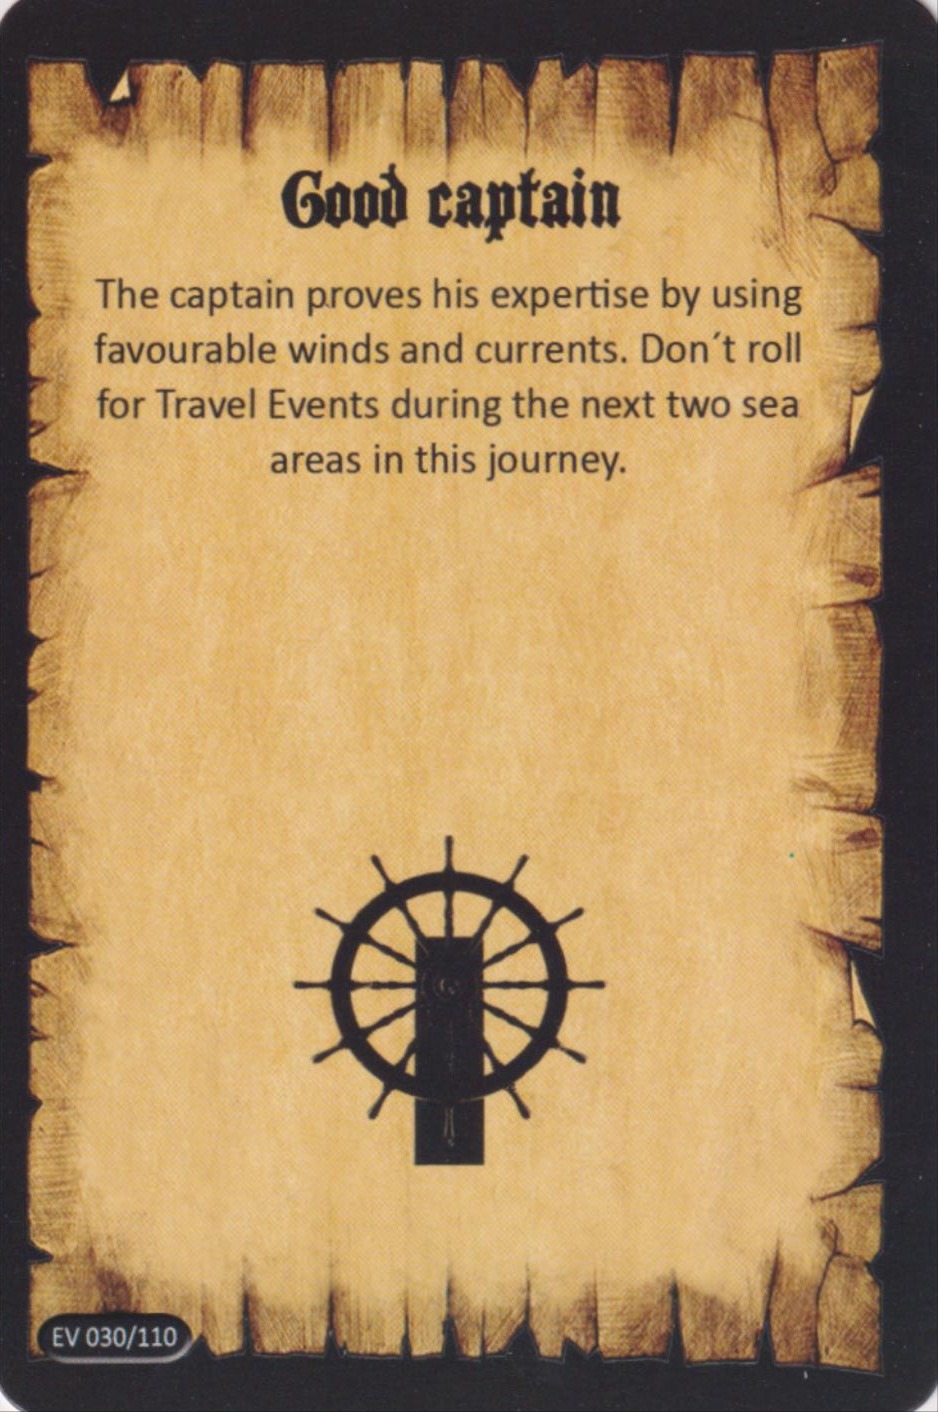 Good captain
The captain proves his expertise by using
favourable winds and currents. Don´t roll
for Travel Events during the next two sea
areas in this journey.
EV 030/110